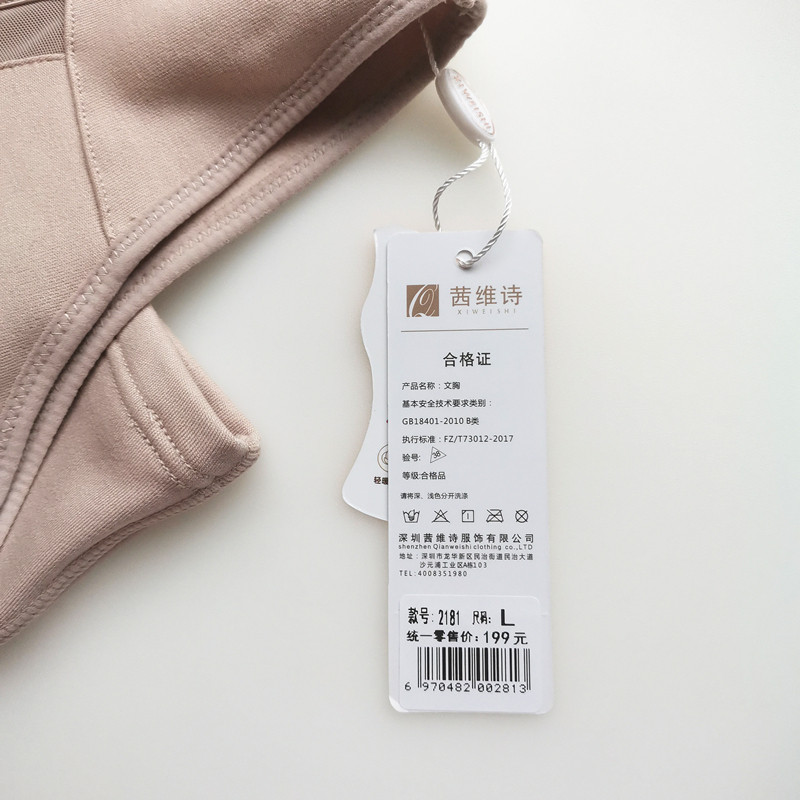 茜维诗
XIWEISHI
合格证
产品名称：文胸
基本安全技术要求类别：
GB18401-2010 B类
执行标准：FZ/T73012-2017
验号：
等级:合格品
请将深、浅色分开洗涤
深圳茜维诗服饰有限公司
shenzhen Qianweishi clothing co.,LTD
地址：深圳市龙华新区民治街道民治大道
沙元浦工业区A栋103
TEL:4008351980
款号：2181 尺码：L
统一零售价：199元
6 970482 002813
轻暖